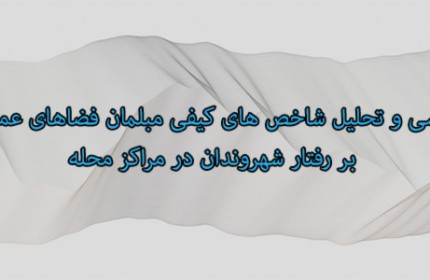 و تحلیل شاخص های کیفی مبلمان فضاهای
بر رفتار شهروندان در مراکز محله